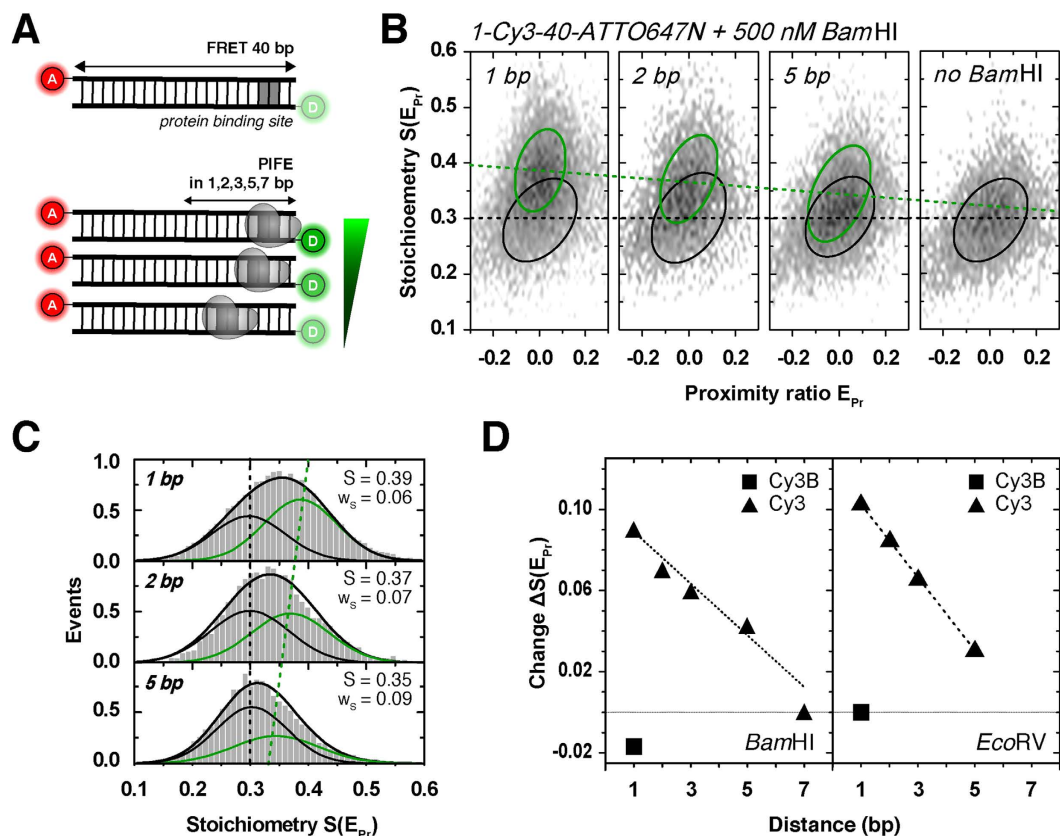 A
FRET 40 bp
A
D
protein binding site
PIFE
in 1,2,3,5,7 bp
A
D
A
D
A
D
B
1-Cy3-40-ATTO647N + 500 nM BamHI
1 bp
2 bp
5 bp
no BamHI
Stoichiometry S(E_Pr)
0.6
0.5
0.4
0.3
0.2
0.1
-0.2 0.0 0.2
-0.2 0.0 0.2
-0.2 0.0 0.2
-0.2 0.0 0.2
Proximity ratio E_Pr
C
1 bp
S = 0.39
w_S = 0.06
2 bp
S = 0.37
w_S = 0.07
5 bp
S = 0.35
w_S = 0.09
Events
1.0
0.5
0.0
0.5
0.0
0.5
0.0
0.1 0.2 0.3 0.4 0.5 0.6
Stoichiometry S(E_Pr)
D
Cy3B
Cy3
Cy3B
Cy3
Change ΔS(E_Pr)
0.10
0.06
0.02
-0.02
BamHI
EcoRV
1 3 5 7
1 3 5 7
Distance (bp)